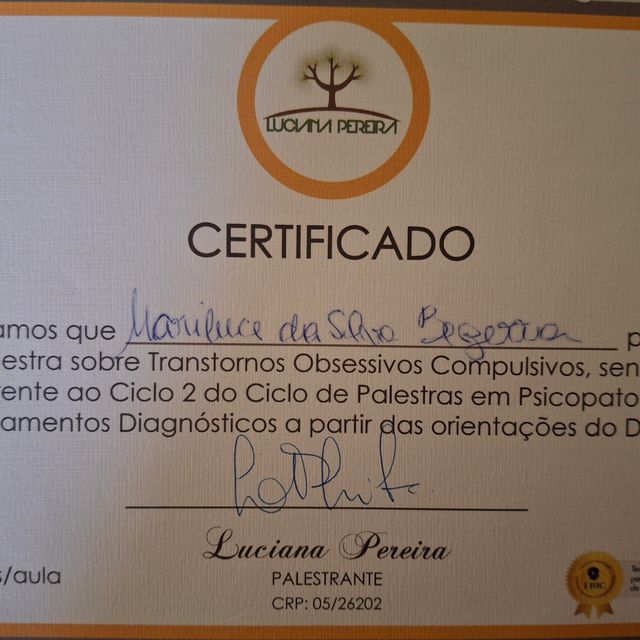 LUCIANA PEREIRA
CERTIFICADO
amos que Mariluce da Silva Bezerra p
estra sobre Transtornos Obsessivos Compulsivos, sen
ente ao Ciclo 2 do Ciclo de Palestras em Psicopato
amentos Diagnósticos a partir das orientações do D
Luciana Pereira
PALESTRANTE
CRP: 05/26202
s/aula